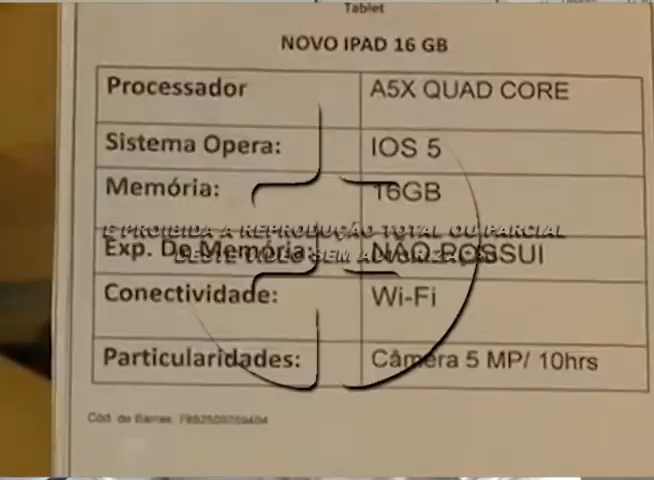 Tablet
NOVO IPAD 16 GB
Processador A5X QUAD CORE
Sistema Opera: IOS 5
Memória: 16GB
É PROIBIDA A REPRODUÇÃO TOTAL OU PARCIAL
Exp. De Memória: NÃO POSSUI
DESTE VÍDEO SEM AUTORIZAÇÃO
Conectividade: Wi-Fi
Particularidades: Câmera 5 MP/ 10hrs
Cód. de Barras: